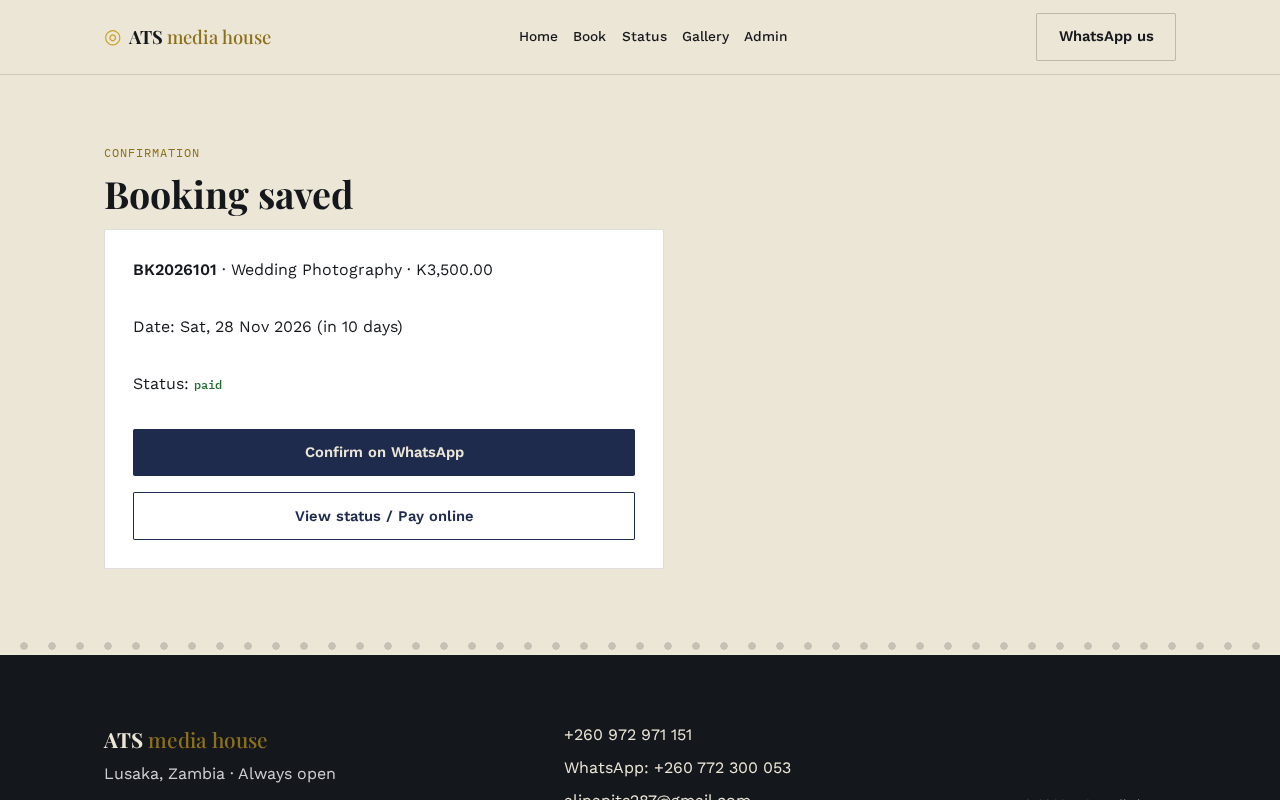 ATS media house
Home Book Status Gallery Admin
WhatsApp us
CONFIRMATION
Booking saved
BK2026101 · Wedding Photography · K3,500.00
Date: Sat, 28 Nov 2026 (in 10 days)
Status: paid
Confirm on WhatsApp
View status / Pay online
ATS media house
Lusaka, Zambia · Always open
+260 972 971 151
WhatsApp: +260 772 300 053